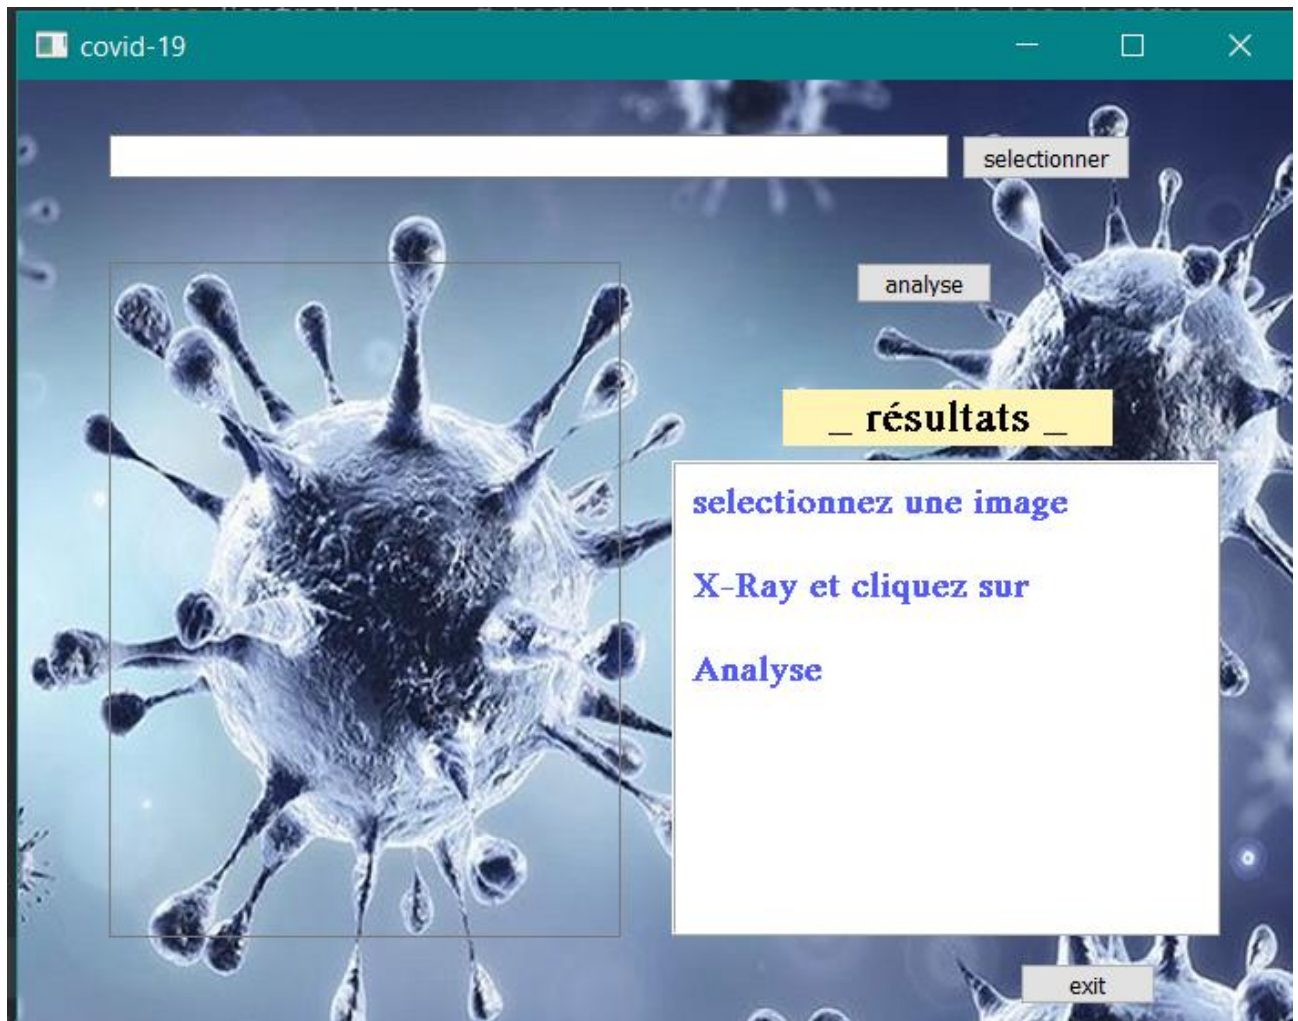 covid-19
selectionner
analyse
_ résultats _
selectionnez une image
X-Ray et cliquez sur
Analyse
exit